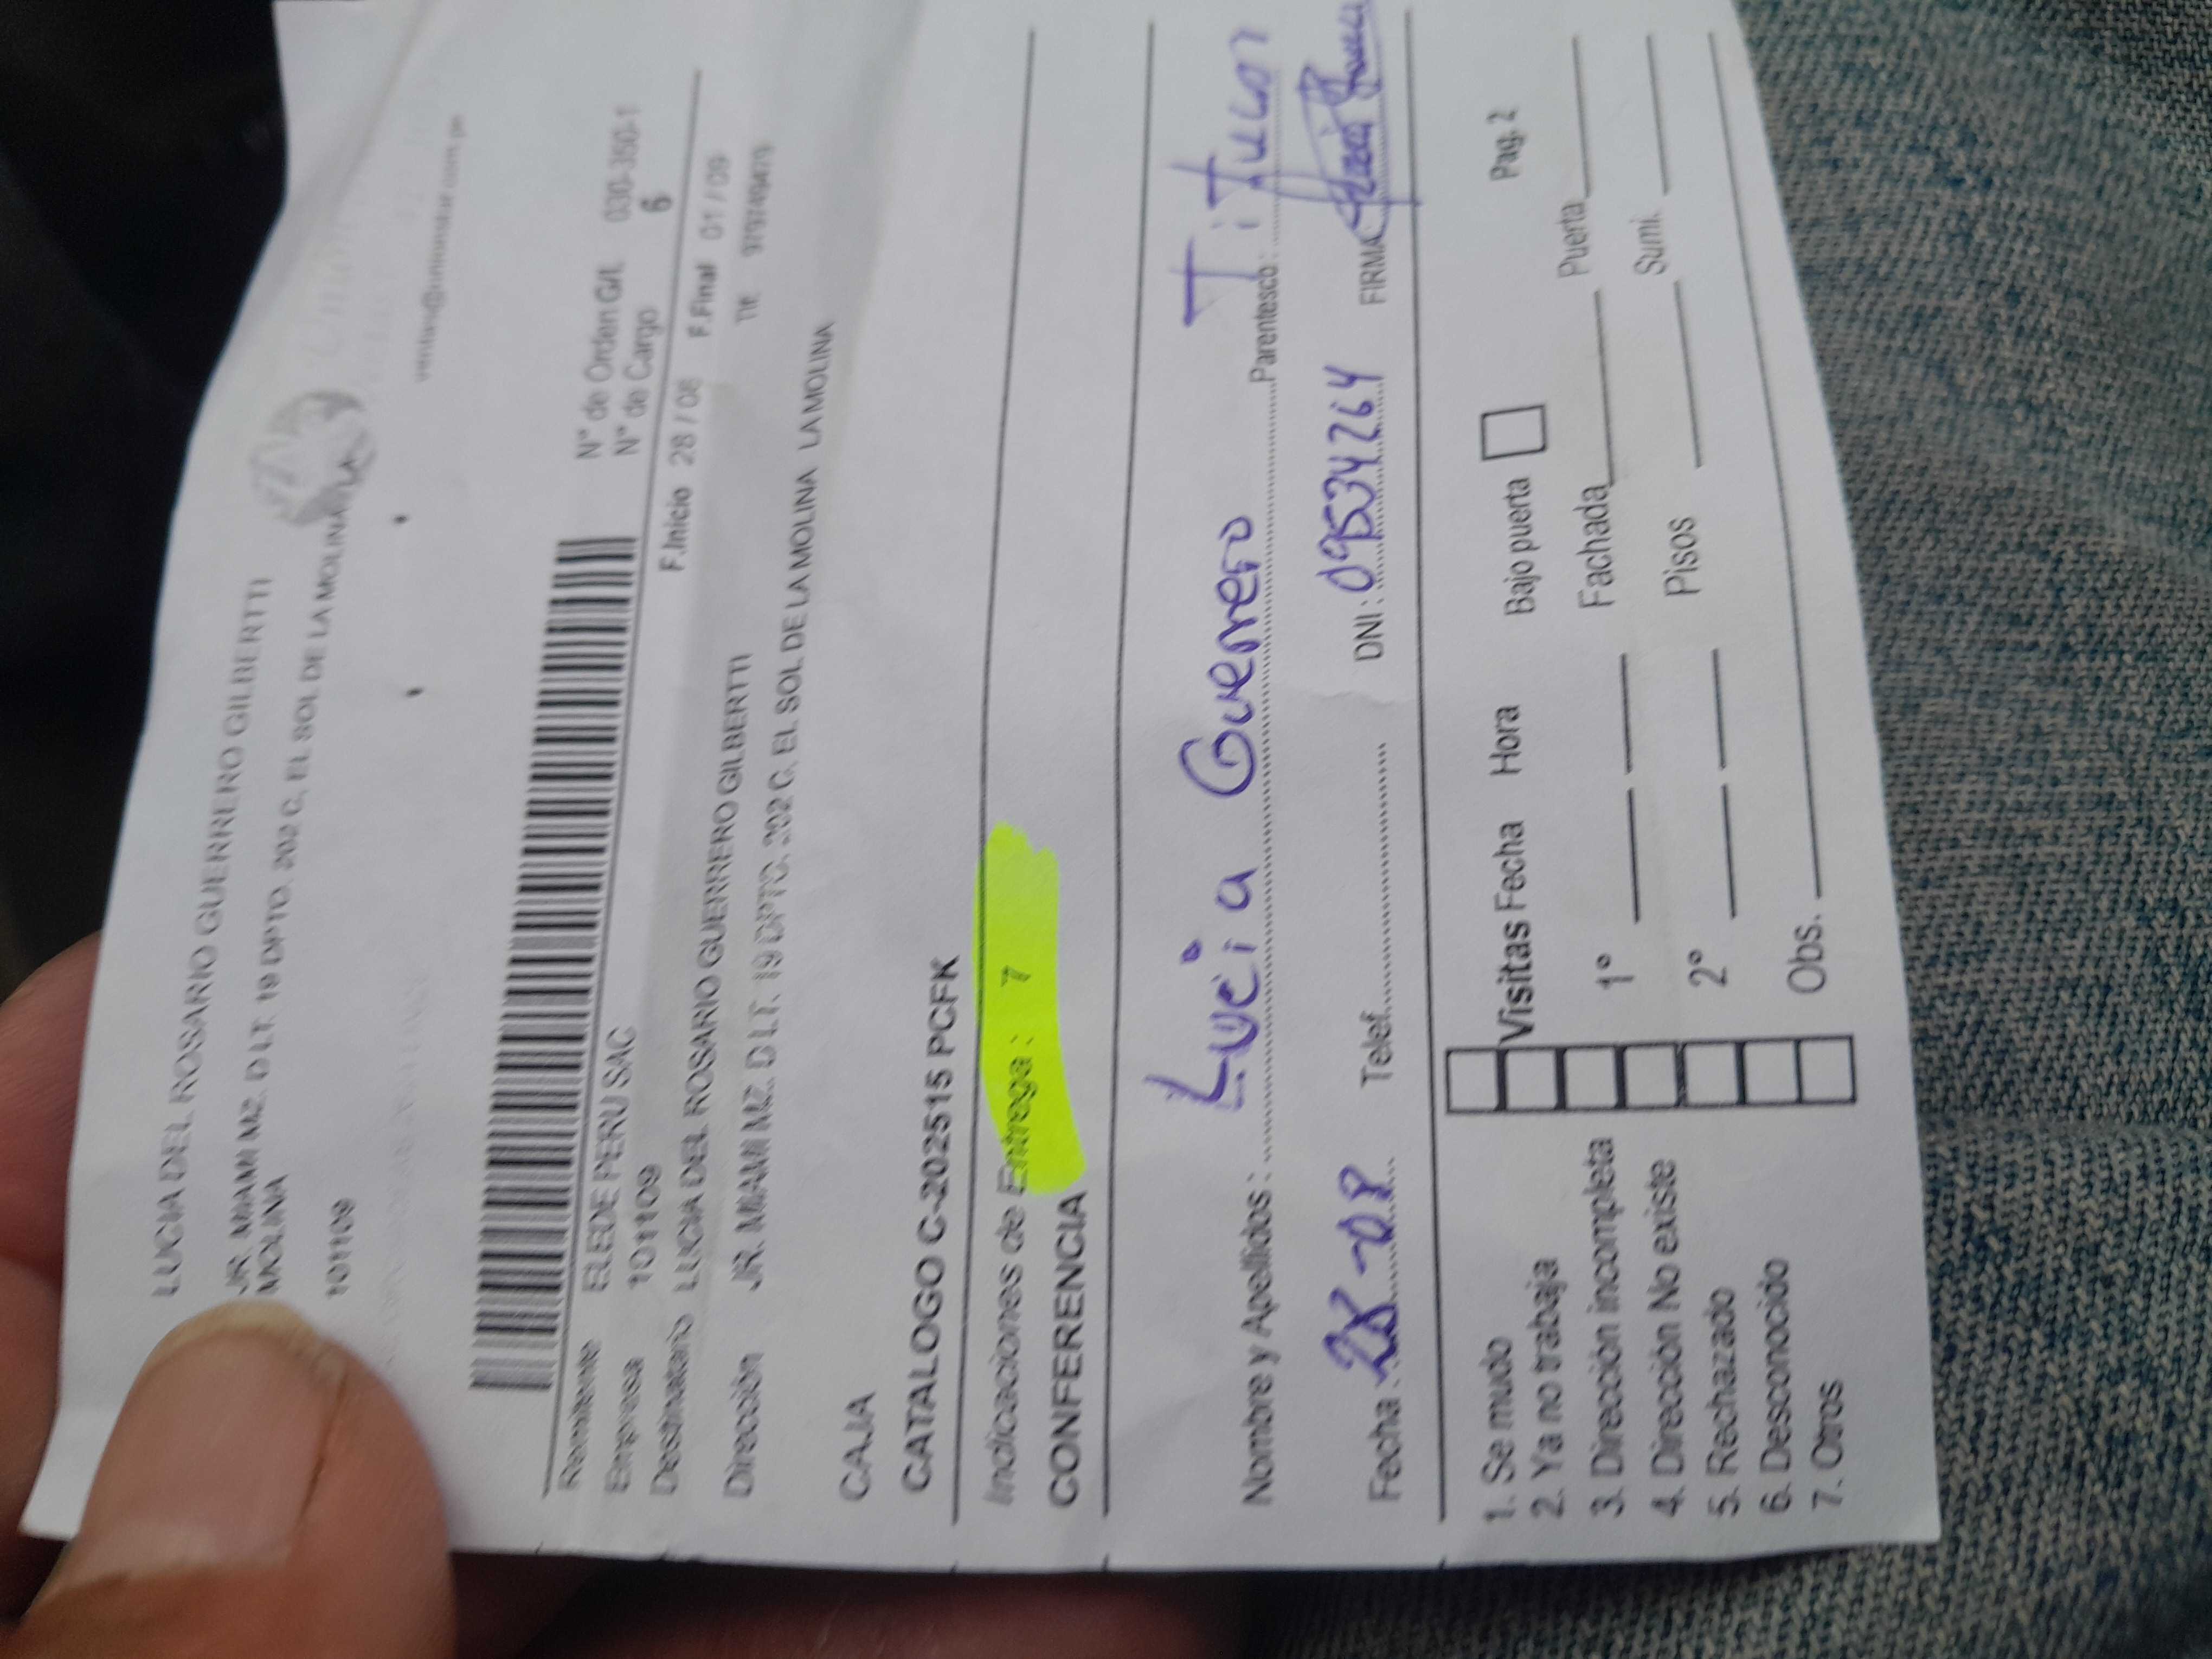 LUCIA DEL ROSARIO GUERRERO GILBERTTI
JR. MIAMI MZ. D LT. 19 DPTO. 202 C. EL SOL DE LA MOLINA LA
MOLINA
101109
Remitente ELEDE PERU SAC N° de Orden G/L 030-350-1
Empresa 101109 N° de Cargo 6
Destinatario LUCIA DEL ROSARIO GUERRERO GILBERTTI F.Inicio 28 / 08 F.Final 01 / 09
Dirección JR. MIAMI MZ. D LT. 19 DPTO. 202 C. EL SOL DE LA MOLINA LA MOLINA Tlf.
CAJA
CATALOGO C-202515 PCFK
Indicaciones de Entrega : 7
CONFERENCIA
Nombre y Apellidos : Lucia Guerrero Parentesco : Titular
Fecha : 28-08 Telef. DNI : 09534264 FIRMA
1. Se mudo
2. Ya no trabaja Visitas Fecha Hora Bajo puerta Pag. 2
3. Dirección incompleta 1° Fachada Puerta
4. Dirección No existe
5. Rechazado 2° Pisos Sumi.
6. Desconocido
7. Otros Obs.